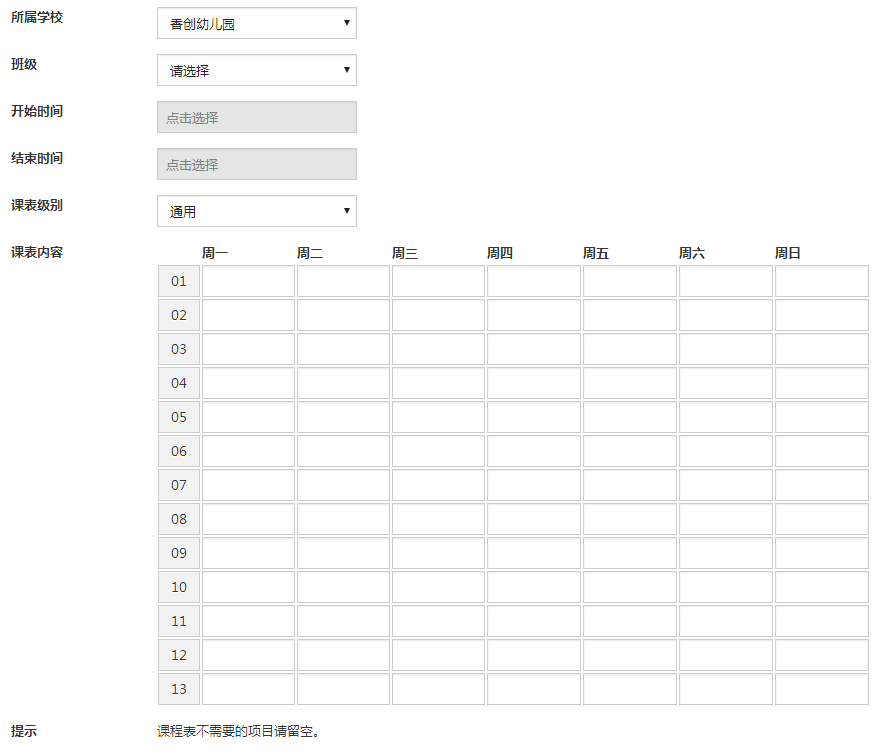 所属学校 香创幼儿园
班级 请选择
开始时间 点击选择
结束时间 点击选择
课表级别 通用
课表内容 周一 周二 周三 周四 周五 周六 周日
01
02
03
04
05
06
07
08
09
10
11
12
13
提示 课程表不需要的项目请留空。